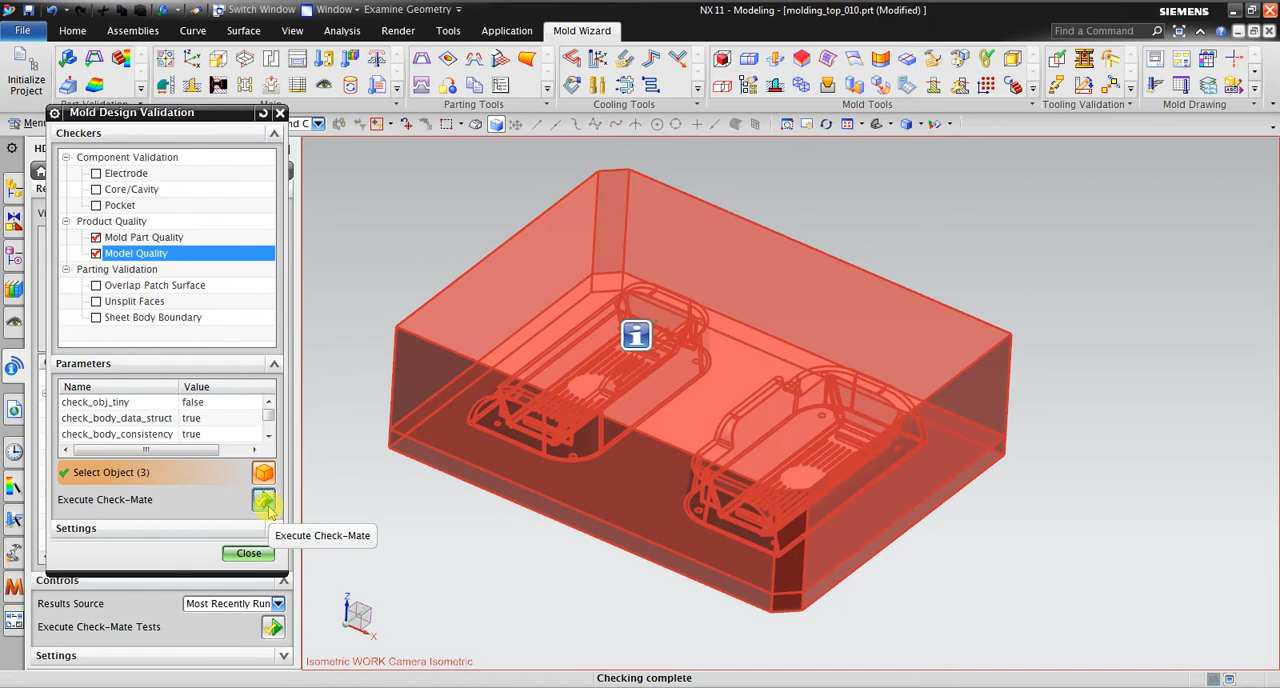 Switch Window Window Examine Geometry NX 11 - Modeling - [molding_top_010.prt (Modified) ] SIEMENS
File Home Assemblies Curve Surface View Analysis Render Tools Application Mold Wizard Find a Command
Initialize
Project
Parting Tools Cooling Tools Mold Tools Tooling Validation Mold Drawing
Mold Design Validation
Menu
Checkers
Component Validation
Electrode
Core/Cavity
Pocket
Product Quality
Mold Part Quality
Model Quality
Parting Validation
Overlap Patch Surface
Unsplit Faces
Sheet Body Boundary
Parameters
Name Value
check_obj_tiny false
check_body_data_struct true
check_body_consistency true
Select Object (3)
Execute Check-Mate
Settings
Execute Check-Mate
Close
Controls
Results Source Most Recently Run
Execute Check-Mate Tests
Settings
Z
X
Isometric WORK Camera Isometric
Checking complete